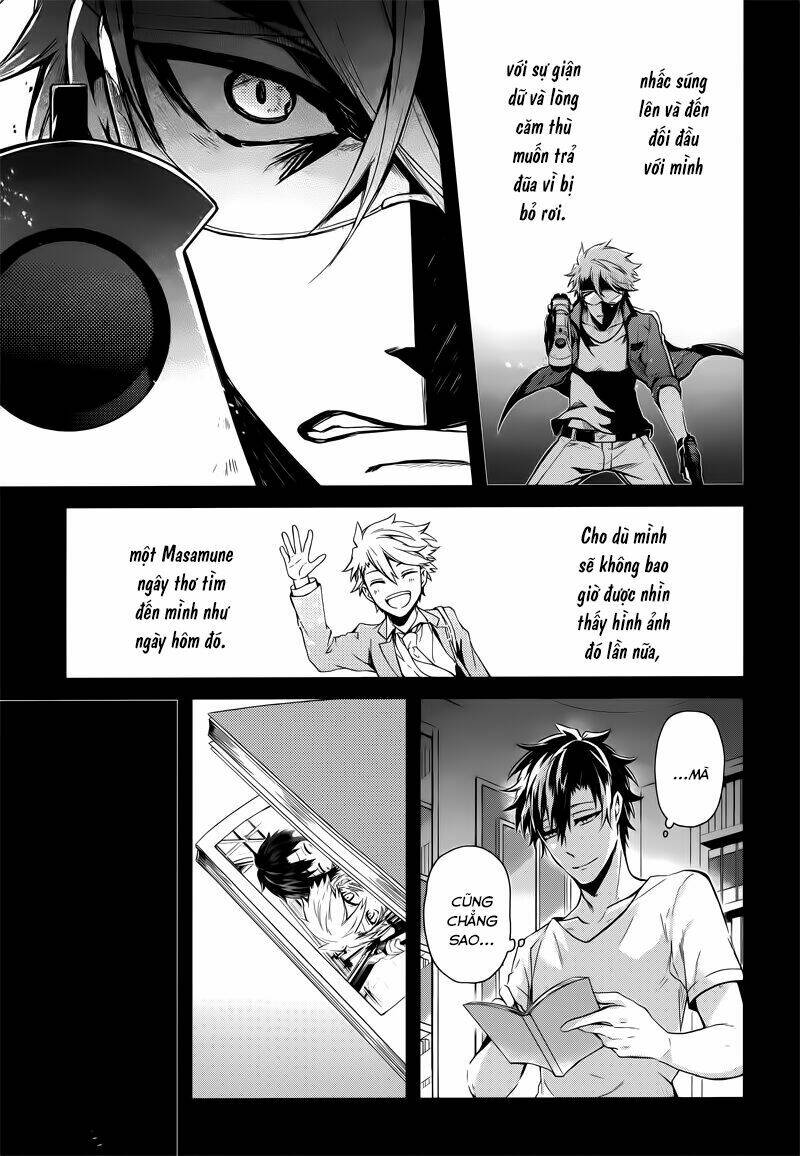 nhấc súng
lên và đến
đối đầu
với mình
với sự giận
dữ và lòng
căm thù
muốn trả
đũa vì bị
bỏ rơi.
Cho dù mình
sẽ không bao
giờ được nhìn
thấy hình ảnh
đó lần nữa,
một Masamune
ngây thơ tìm
đến mình như
ngày hôm đó.
...MÀ
CŨNG
CHẲNG
SAO...